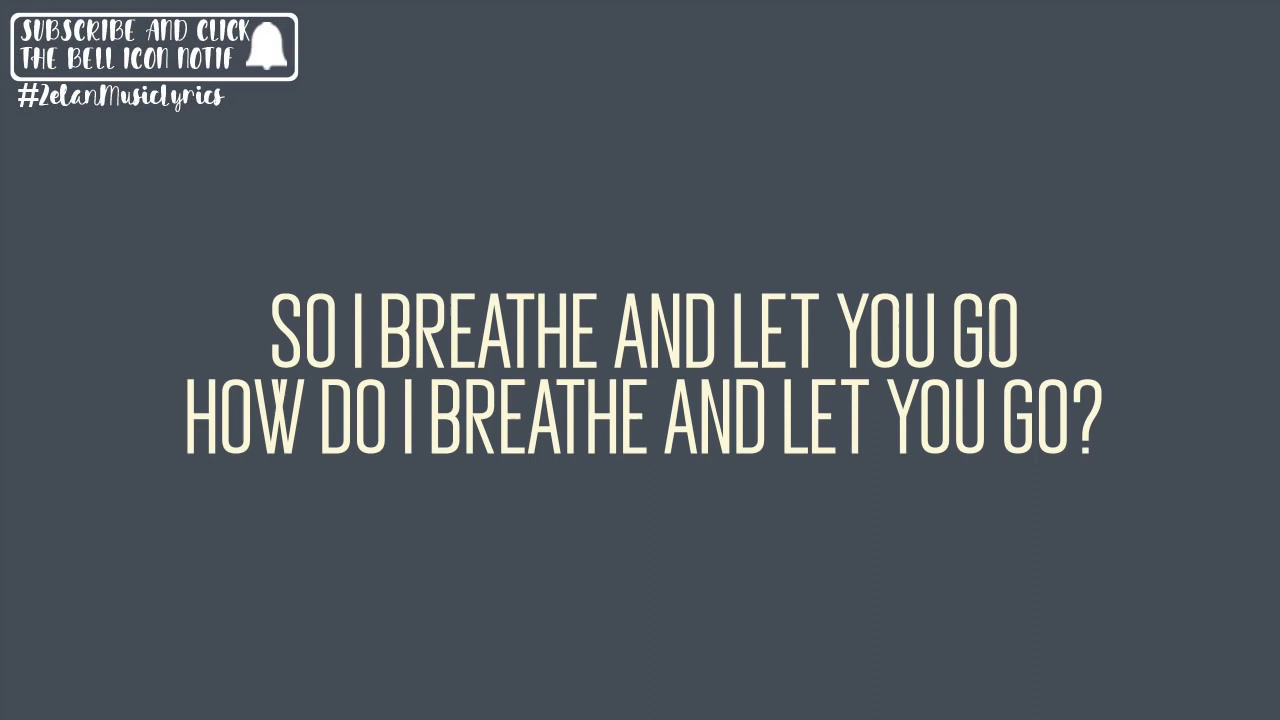 SUBSCRIBE AND CLICK
THE BELL ICON NOTIF
#ZelanMusicLyrics
SO I BREATHE AND LET YOU GO
HOW DO I BREATHE AND LET YOU GO?